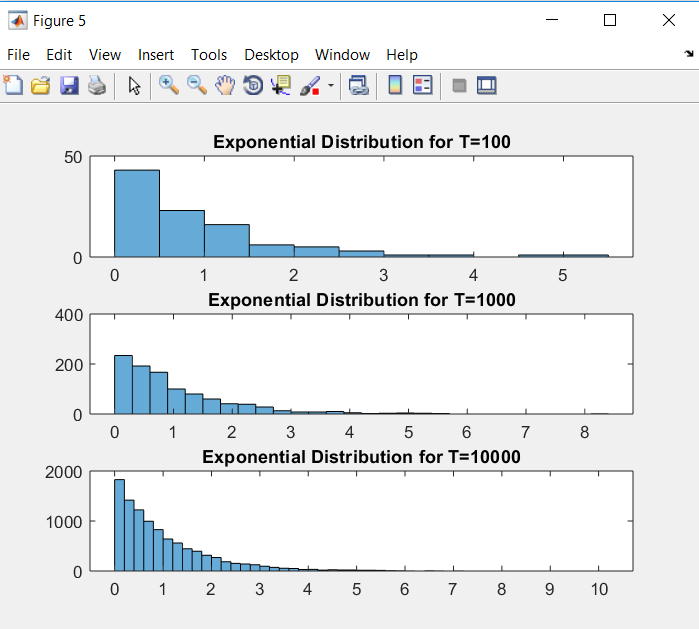 Figure 5
File Edit View Insert Tools Desktop Window Help
Exponential Distribution for T=100
50
0
0 1 2 3 4 5
Exponential Distribution for T=1000
400
200
0
0 1 2 3 4 5 6 7 8
Exponential Distribution for T=10000
2000
1000
0
0 1 2 3 4 5 6 7 8 9 10